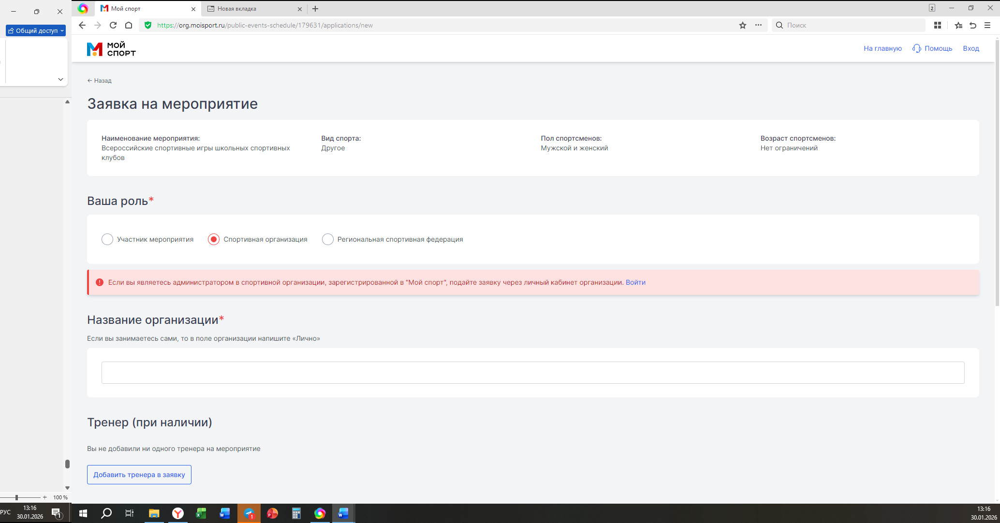 Общий доступ
100 %
РУС
13:16
30.01.2026
1
Мой спорт
Новая вкладка
2
https://org.moisport.ru/public-events-schedule/179631/applications/new
Поиск
МОЙ
СПОРТ
На главную
Помощь
Вход
← Назад
Заявка на мероприятие
Наименование мероприятия:
Всероссийские спортивные игры школьных спортивных
клубов
Вид спорта:
Другое
Пол спортсменов:
Мужской и женский
Возраст спортсменов:
Нет ограничений
Ваша роль*
Участник мероприятия
Спортивная организация
Региональная спортивная федерация
Если вы являетесь администратором в спортивной организации, зарегистрированной в "Мой спорт", подайте заявку через личный кабинет организации. Войти
Название организации*
Если вы занимаетесь сами, то в поле организации напишите «Лично»
Тренер (при наличии)
Вы не добавили ни одного тренера на мероприятие
Добавить тренера в заявку
1
13:16
30.01.2026